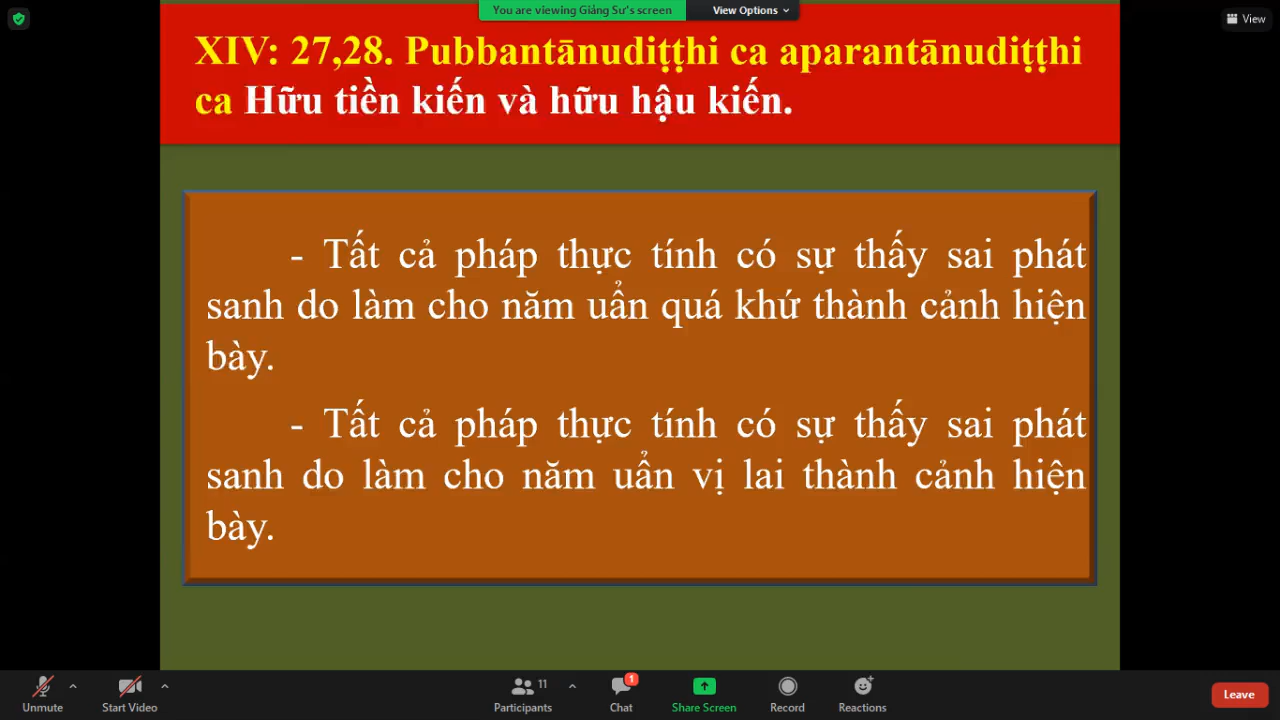 You are viewing Giảng Sư's screen
View Options
View
XIV: 27,28. Pubbantānudiṭṭhi ca aparantānudiṭṭhi
ca Hữu tiền kiến và hữu hậu kiến.
- Tất cả pháp thực tính có sự thấy sai phát
sanh do làm cho năm uẩn quá khứ thành cảnh hiện
bày.
- Tất cả pháp thực tính có sự thấy sai phát
sanh do làm cho năm uẩn vị lai thành cảnh hiện
bày.
Unmute
Start Video
Participants
11
Chat
1
Share Screen
Record
Reactions
Leave